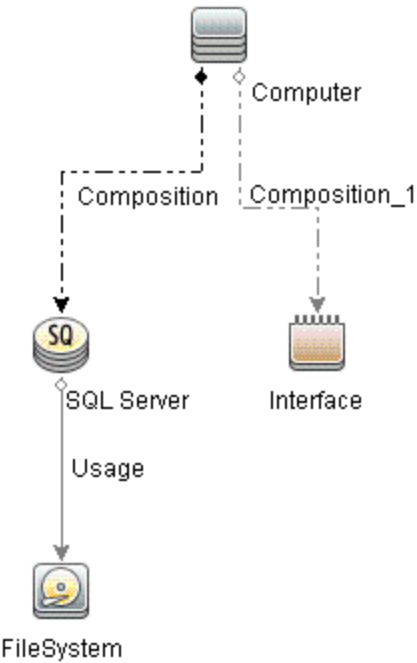 Computer
Composition
Composition_1
SQ
SQL Server
Interface
Usage
FileSystem